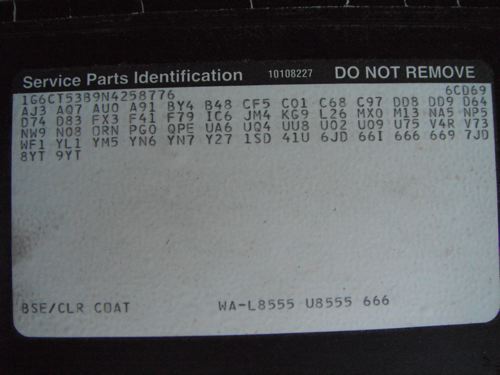 Service Parts Identification 10108227 DO NOT REMOVE
1G6CT53B9N4258776 6CD69
AJ3 AQ7 AU0 A91 BY4 B48 CF5 CQ1 C68 C97 DD8 DD9 D64
D74 D83 FX3 F41 F79 IC6 JM4 KG9 L26 MX0 M13 NA5 NP5
NW9 N08 ORN PGO QPE UA6 UQ4 UU8 U02 U09 U75 V4R V73
WF1 YL1 YM5 YN6 YN7 Y27 1SD 41U 6JD 66I 666 669 7JD
8YT 9YT
BSE/CLR COAT WA-L8555 U8555 666